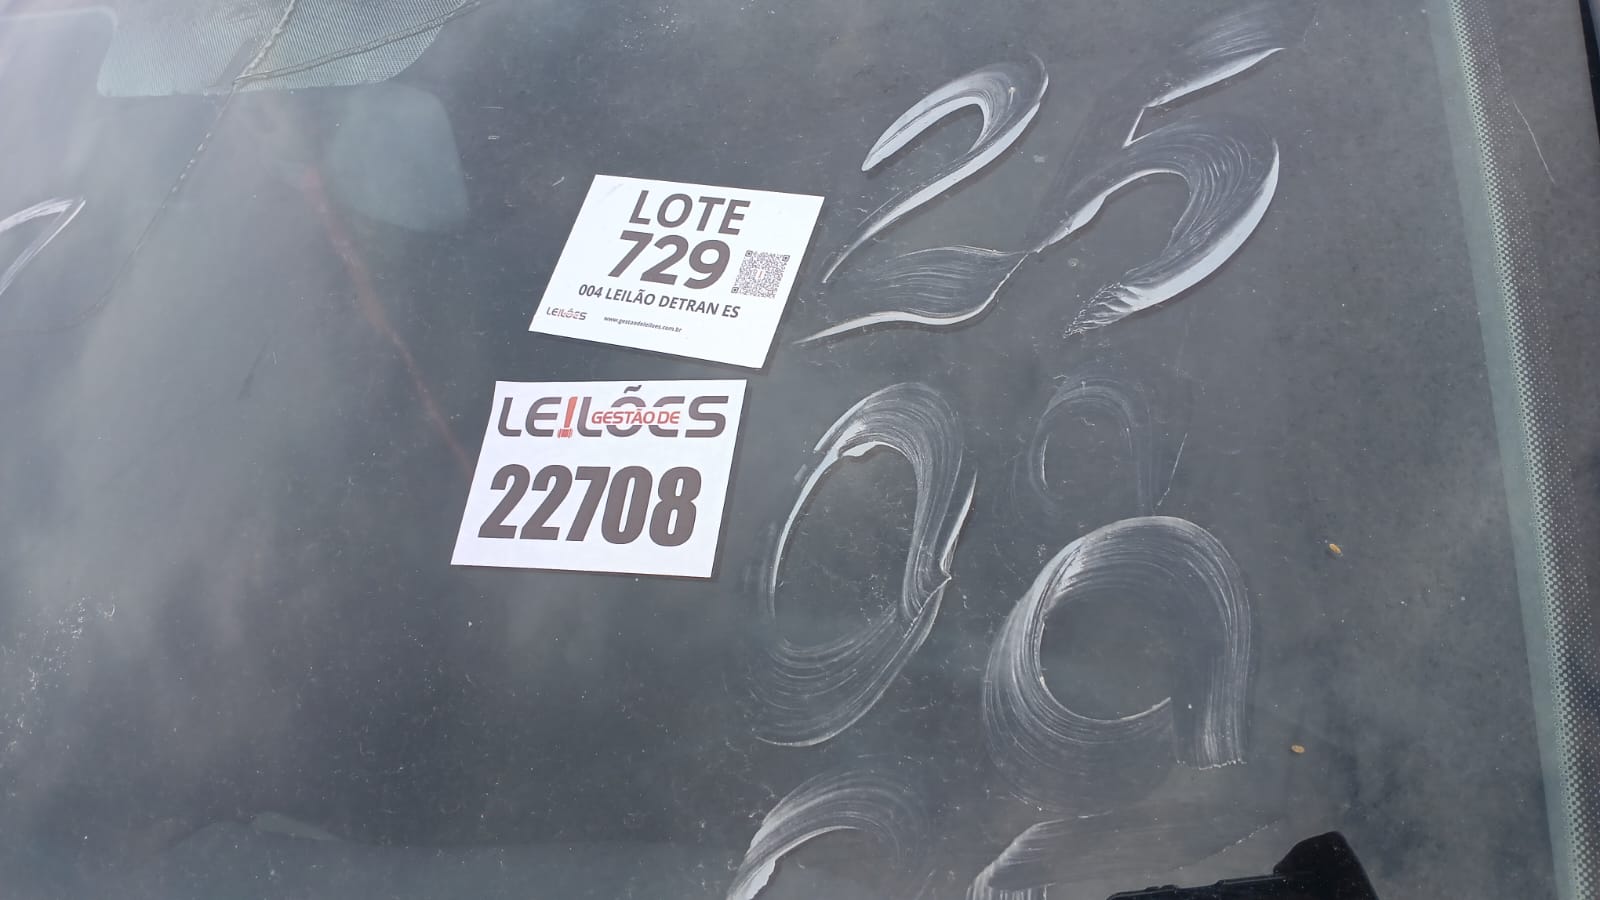 LOTE
729
004 LEILÃO DETRAN ES
LEILÕES www.gestaodeleiloes.com.br
LEILÕES
GESTÃO DE
22708
25
09